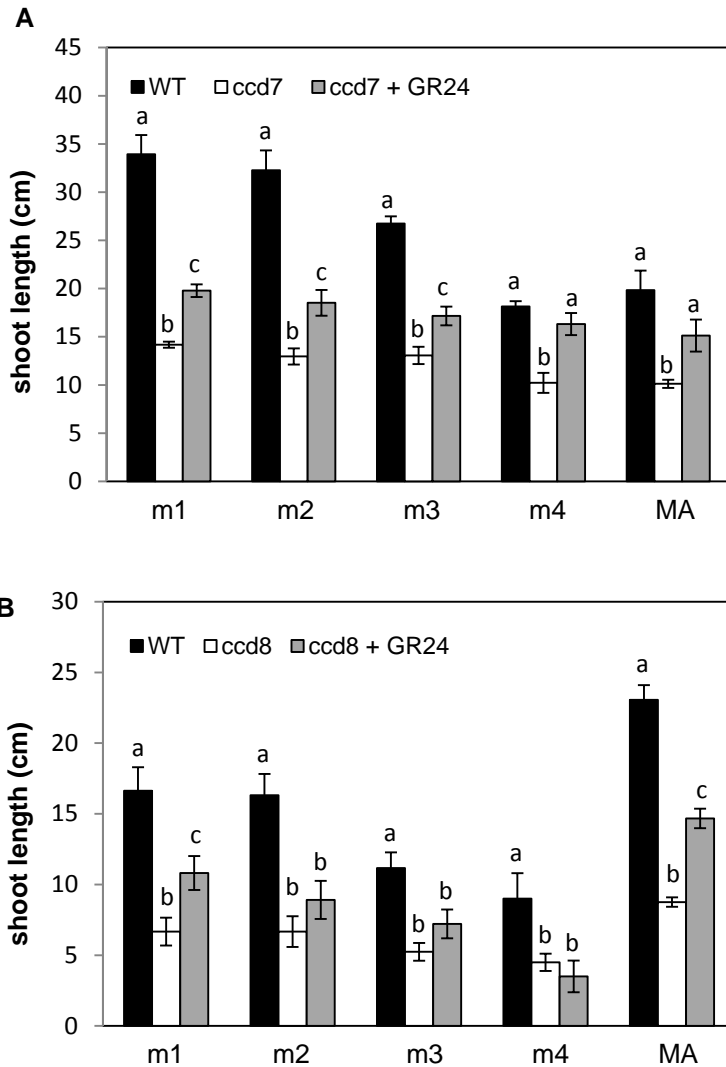 A
shoot length (cm)
45
40
35
30
25
20
15
10
5
0
WT ccd7 ccd7 + GR24
a a a a a
b c b c b c b a b a
m1 m2 m3 m4 MA
B
shoot length (cm)
30
25
20
15
10
5
0
WT ccd8 ccd8 + GR24
a a a a a
b c b b b b b b b c
m1 m2 m3 m4 MA